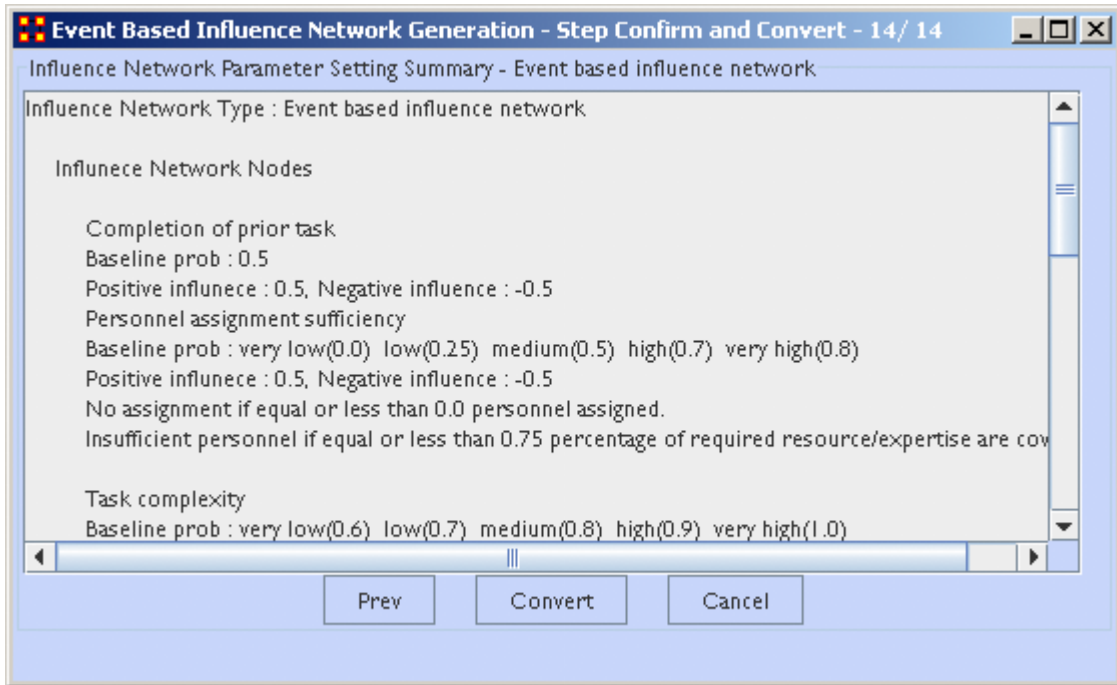 Event Based Influence Network Generation - Step Confirm and Convert - 14/ 14
Influence Network Parameter Setting Summary - Event based influence network
Influence Network Type : Event based influence network
Influnece Network Nodes
Completion of prior task
Baseline prob : 0.5
Positive influnece : 0.5, Negative influence : -0.5
Personnel assignment sufficiency
Baseline prob : very low(0.0) low(0.25) medium(0.5) high(0.7) very high(0.8)
Positive influnece : 0.5, Negative influence : -0.5
No assignment if equal or less than 0.0 personnel assigned.
Insufficient personnel if equal or less than 0.75 percentage of required resource/expertise are cov
Task complexity
Baseline prob : very low(0.6) low(0.7) medium(0.8) high(0.9) very high(1.0)
Prev Convert Cancel